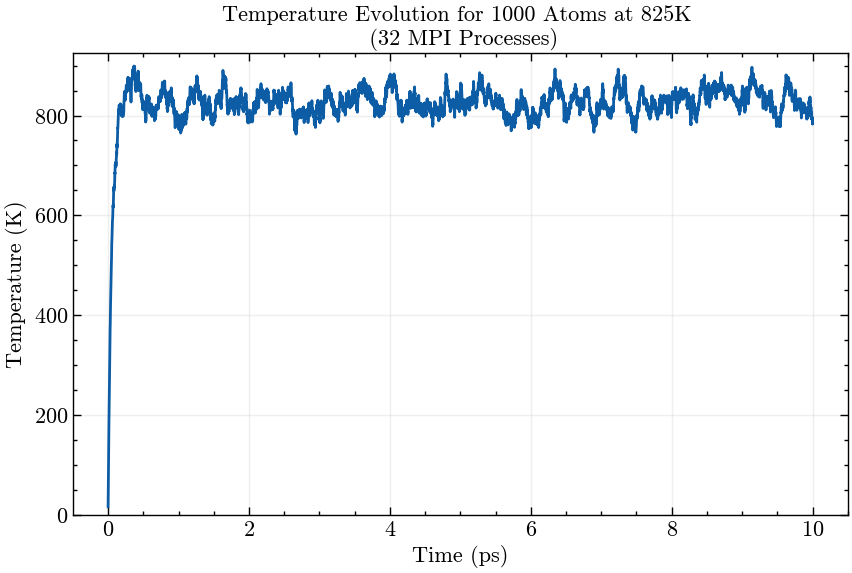 Temperature Evolution for 1000 Atoms at 825K
(32 MPI Processes)
Temperature (K)
800
600
400
200
0
0 2 4 6 8 10
Time (ps)